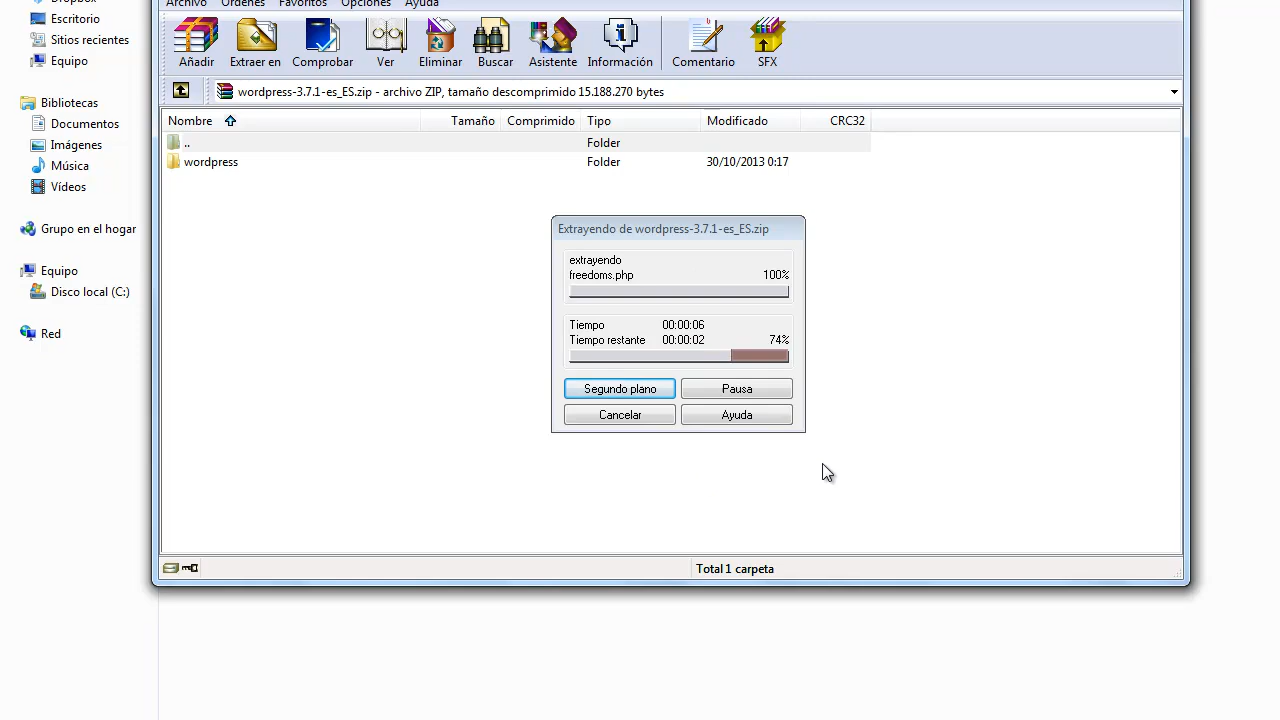 Dropbox
Escritorio
Sitios recientes
Equipo
Bibliotecas
Documentos
Imágenes
Música
Vídeos
Grupo en el hogar
Equipo
Disco local (C:)
Red
Archivo Órdenes Favoritos Opciones Ayuda
Añadir Extraer en Comprobar Ver Eliminar Buscar Asistente Información Comentario SFX
wordpress-3.7.1-es_ES.zip - archivo ZIP, tamaño descomprimido 15.188.270 bytes
Nombre Tamaño Comprimido Tipo Modificado CRC32
.. Folder
wordpress Folder 30/10/2013 0:17
Extrayendo de wordpress-3.7.1-es_ES.zip
extrayendo
freedoms.php 100%
Tiempo 00:00:06
Tiempo restante 00:00:02 74%
Segundo plano Pausa
Cancelar Ayuda
Total 1 carpeta